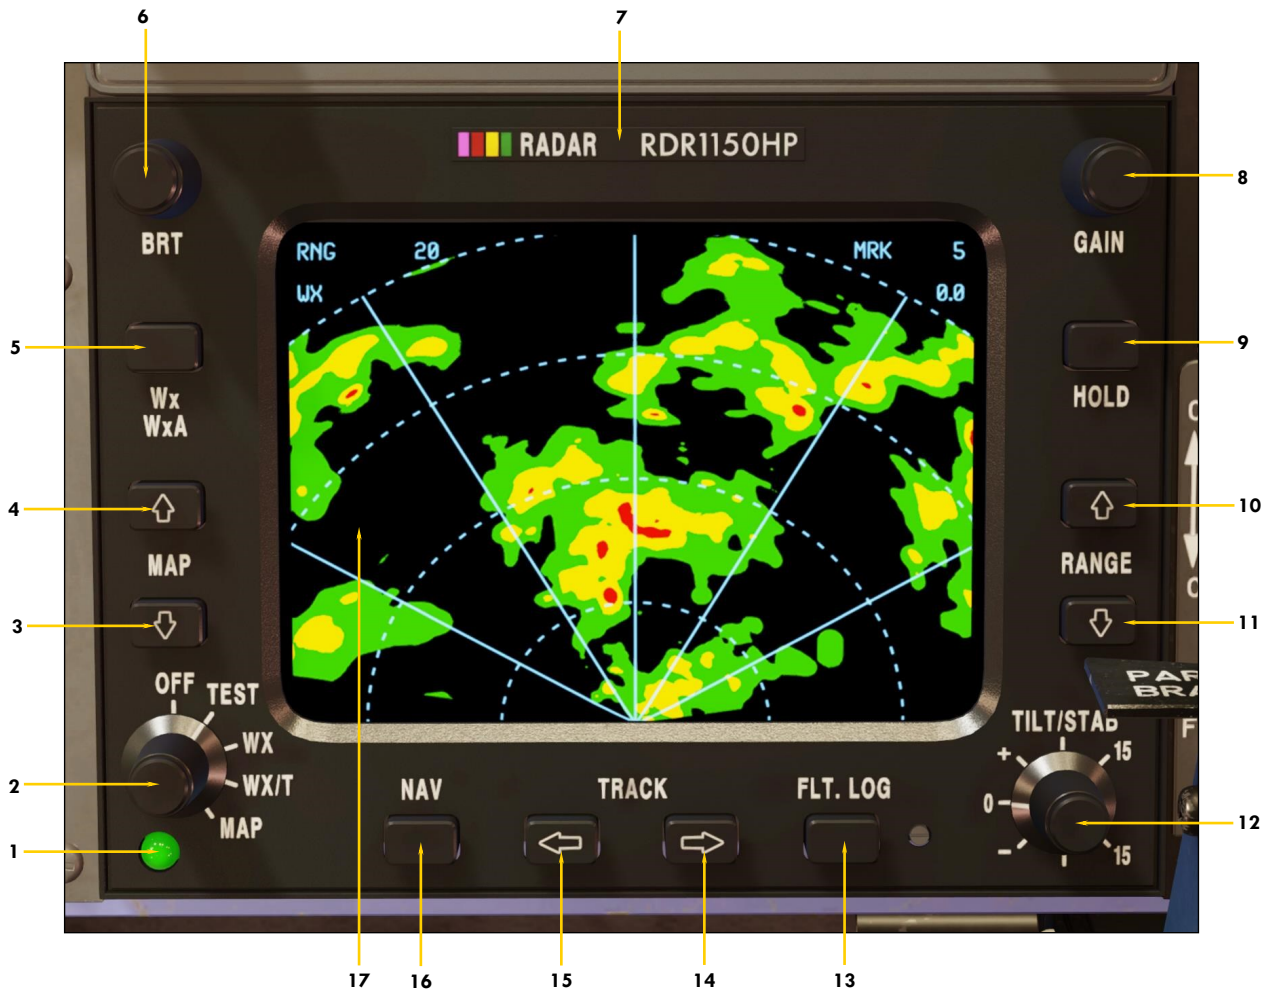 6 7
RADAR RDR1150HP
8
BRT
GAIN
RNG 20 MRK 5
WX 0.0
5
9
Wx
WxA
HOLD
4
10
MAP
RANGE
3
11
OFF TEST
WX
WX/T
MAP
PAR
BRA
TILT/STAB
+ 15
0
- 15
2
12
1
NAV TRACK FLT. LOG
17 16 15 14 13